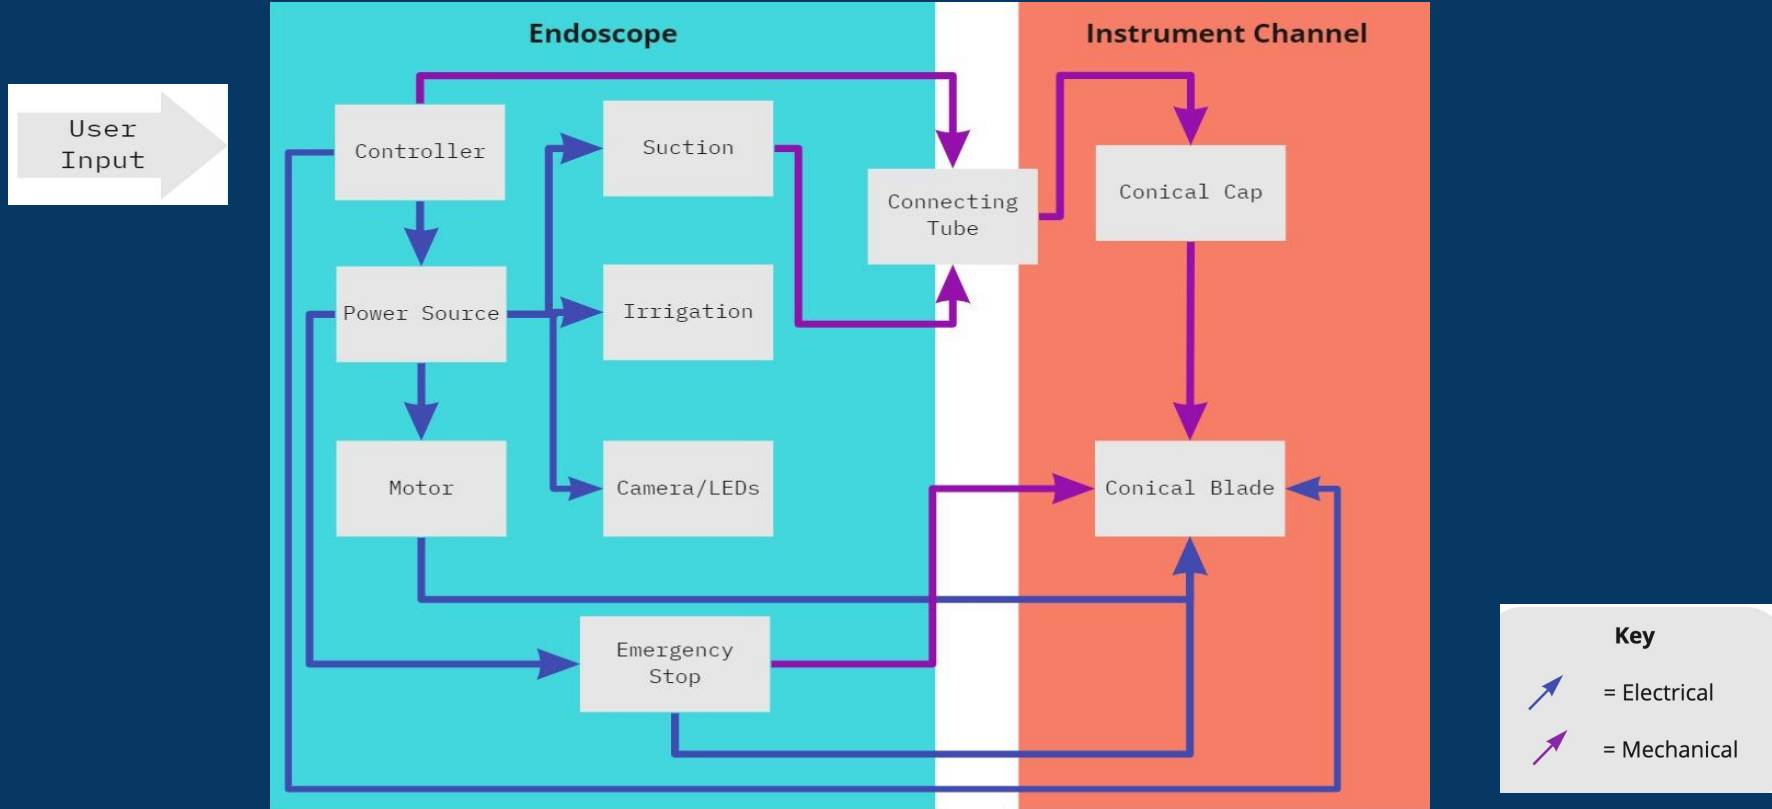 Endoscope
Instrument Channel
User
Input
Controller
Suction
Connecting
Tube
Conical Cap
Power Source
Irrigation
Motor
Camera/LEDs
Conical Blade
Emergency
Stop
Key
= Electrical
= Mechanical